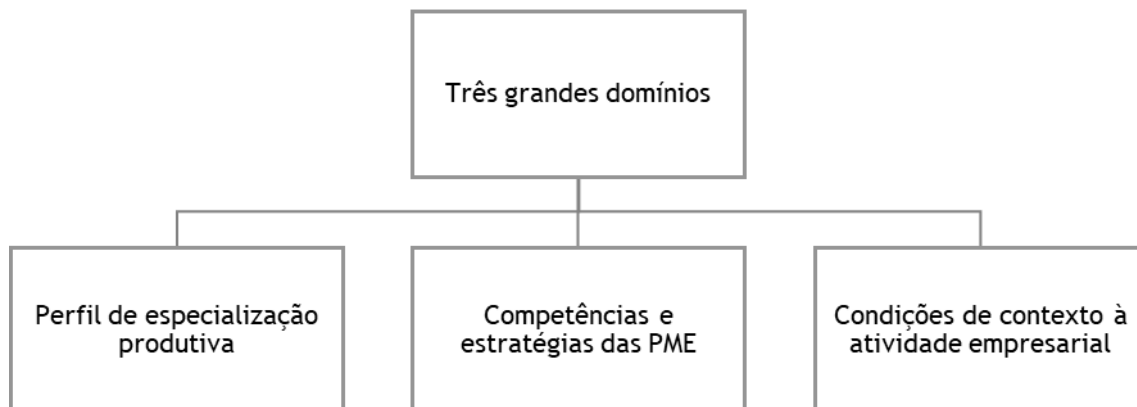 Três grandes domínios
Perfil de especialização
produtiva
Competências e
estratégias das PME
Condições de contexto à
atividade empresarial